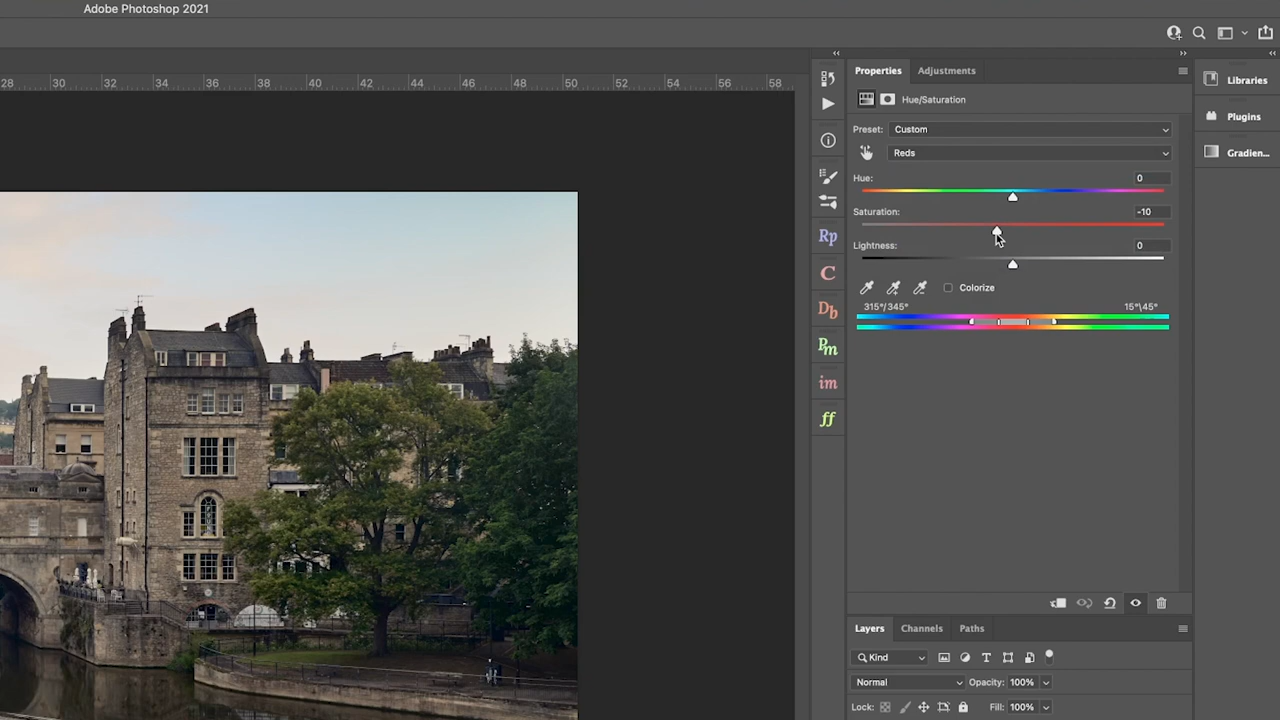 Adobe Photoshop 2021
28 30 32 34 36 38 40 42 44 46 48 50 52 54 56 58
Properties Adjustments
Libraries
Hue/Saturation
Plugins
Preset: Custom
Reds
Gradien...
Hue: 0
Saturation: -10
Rp
Lightness: 0
C
Colorize
315°/345° 15°\45°
Db
Pm
im
ff
Layers Channels Paths
Kind
Normal Opacity: 100%
Lock: Fill: 100%